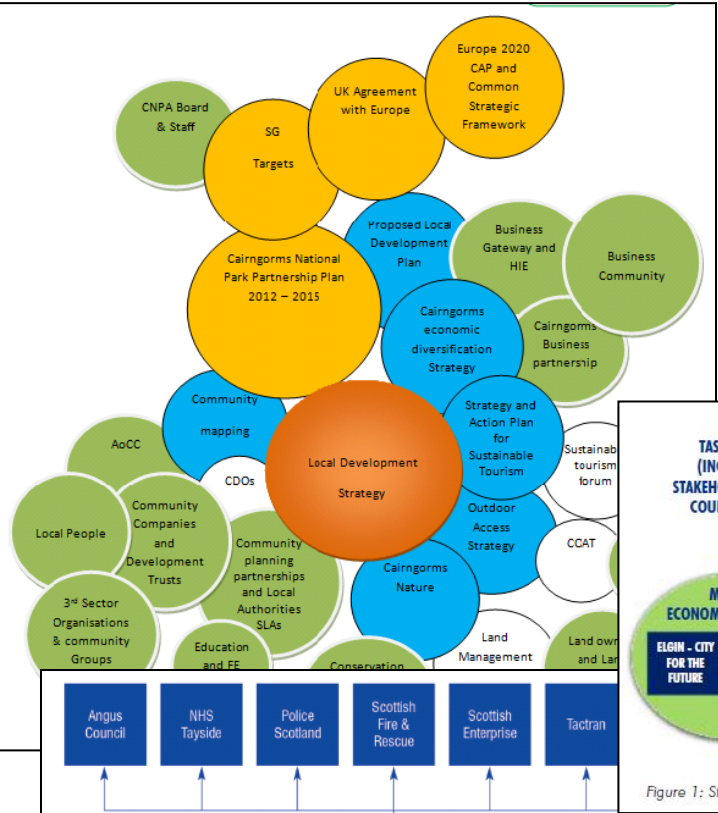 Europe 2020
CAP and
Common
Strategic
Framework
UK Agreement
with Europe
CNPA Board
& Staff
SG
Targets
Proposed Local
Development
Plan
Business
Gateway and
HIE
Business
Community
Cairngorms National
Park Partnership Plan
2012 – 2015
Cairngorms
economic
diversification
Strategy
Cairngorms
Business
partnership
Community
mapping
Strategy and
Action Plan
for
Sustainable
Tourism
AoCC
CDOs
Local Development
Strategy
tourism
forum
Outdoor
Access
Strategy
CCAT
Local People
Community
Companies
and
Development
Trusts
Community
planning
partnerships
and Local
Authorities
SLAs
Cairngorms
Nature
3rd Sector
Organisations
& community
Groups
Education
and FE
Conservation
Land
Management
Land
and
ELGIN - CITY
FOR THE
FUTURE
Angus
Council
NHS
Tayside
Police
Scotland
Scottish
Fire &
Rescue
Scottish
Enterprise
Tactran
Figure 1: